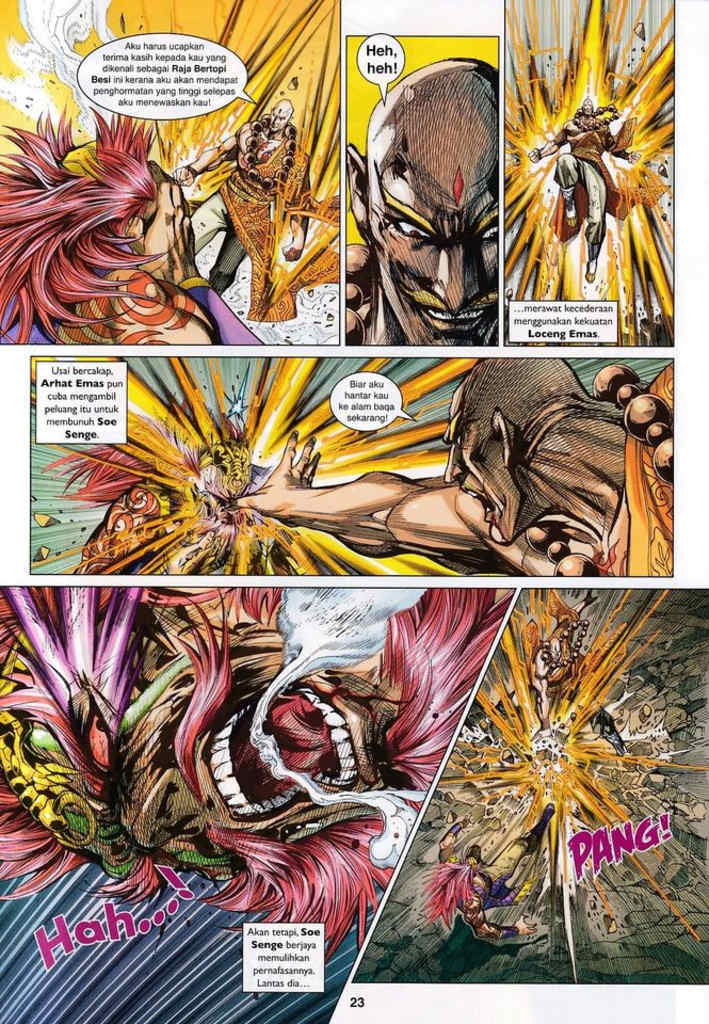 Aku harus ucapkan
terima kasih kepada kau yang
dikenali sebagai Raja Bertopi
Besi ini kerana aku akan mendapat
penghormatan yang tinggi selepas
aku menewaskan kau!
Heh,
heh!
...merawat kecederaan
menggunakan kekuatan
Loceng Emas.
Usai bercakap,
Arhat Emas pun
cuba mengambil
peluang itu untuk
membunuh Soe
Senge.
Biar aku
hantar kau
ke alam baqa
sekarang!
Hah...!
Akan tetapi, Soe
Senge berjaya
memulihkan
pernafasannya.
Lantas dia...
PANG!
23